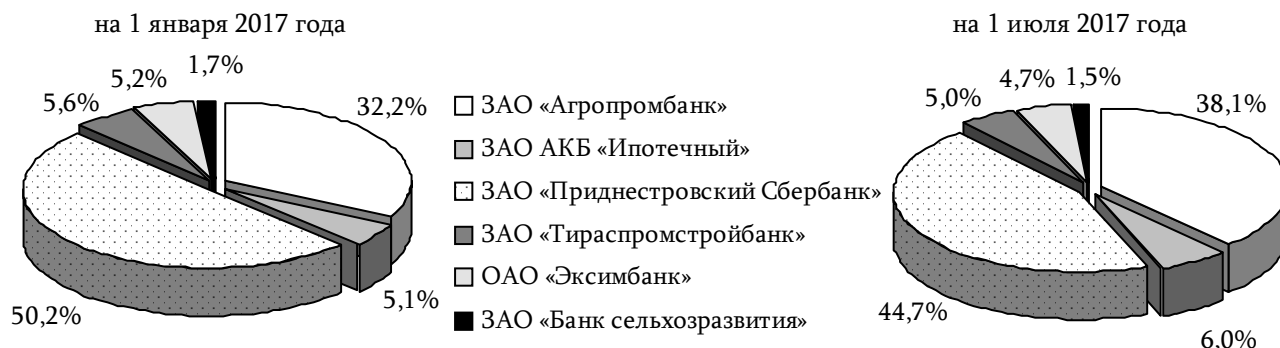 на 1 января 2017 года
1,7%
5,2%
5,6%
32,2%
50,2%
5,1%
ЗАО «Агропромбанк»
ЗАО АКБ «Ипотечный»
ЗАО «Приднестровский Сбербанк»
ЗАО «Тираспромстройбанк»
ОАО «Эксимбанк»
ЗАО «Банк сельхозразвития»
на 1 июля 2017 года
1,5%
4,7%
5,0%
38,1%
44,7%
6,0%